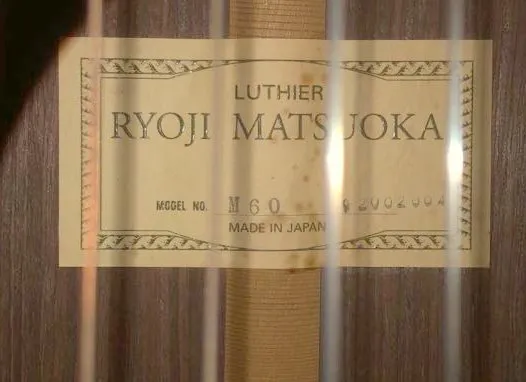 LUTHIER
RYOJI MATSUOKA
MODEL NO. M60
MADE IN JAPAN